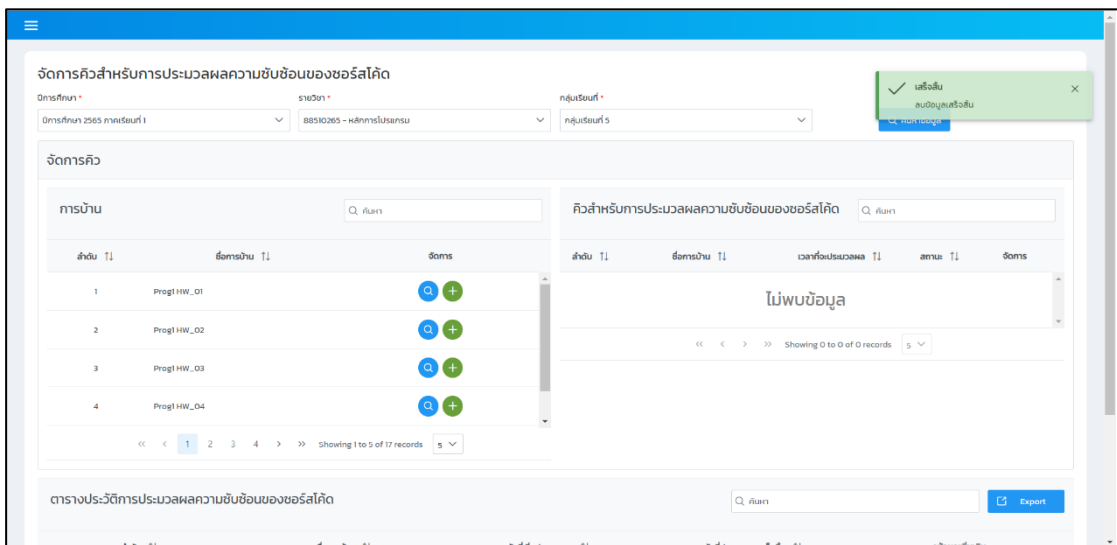 จัดการคิวสำหรับการประมวลผลความซับซ้อนของซอร์สโค้ด
ปีการศึกษา * รายวิชา * กลุ่มเรียนที่ *
ปีการศึกษา 2565 ภาคเรียนที่ 1 88510265 - หลักการโปรแกรม กลุ่มเรียนที่ 5
เสร็จสิ้น
ลบข้อมูลเสร็จสิ้น
จัดการคิว
การบ้าน ค้นหา
ลำดับ ชื่อการบ้าน จัดการ
1 Prog1 HW_01
2 Prog1 HW_02
3 Prog1 HW_03
4 Prog1 HW_04
1 2 3 4 Showing 1 to 5 of 17 records 5
คิวสำหรับการประมวลผลความซับซ้อนของซอร์สโค้ด ค้นหา
ลำดับ ชื่อการบ้าน เวลาที่จะประมวลผล สถานะ จัดการ
ไม่พบข้อมูล
Showing 0 to 0 of 0 records 5
ตารางประวัติการประมวลผลความซับซ้อนของซอร์สโค้ด ค้นหา Export